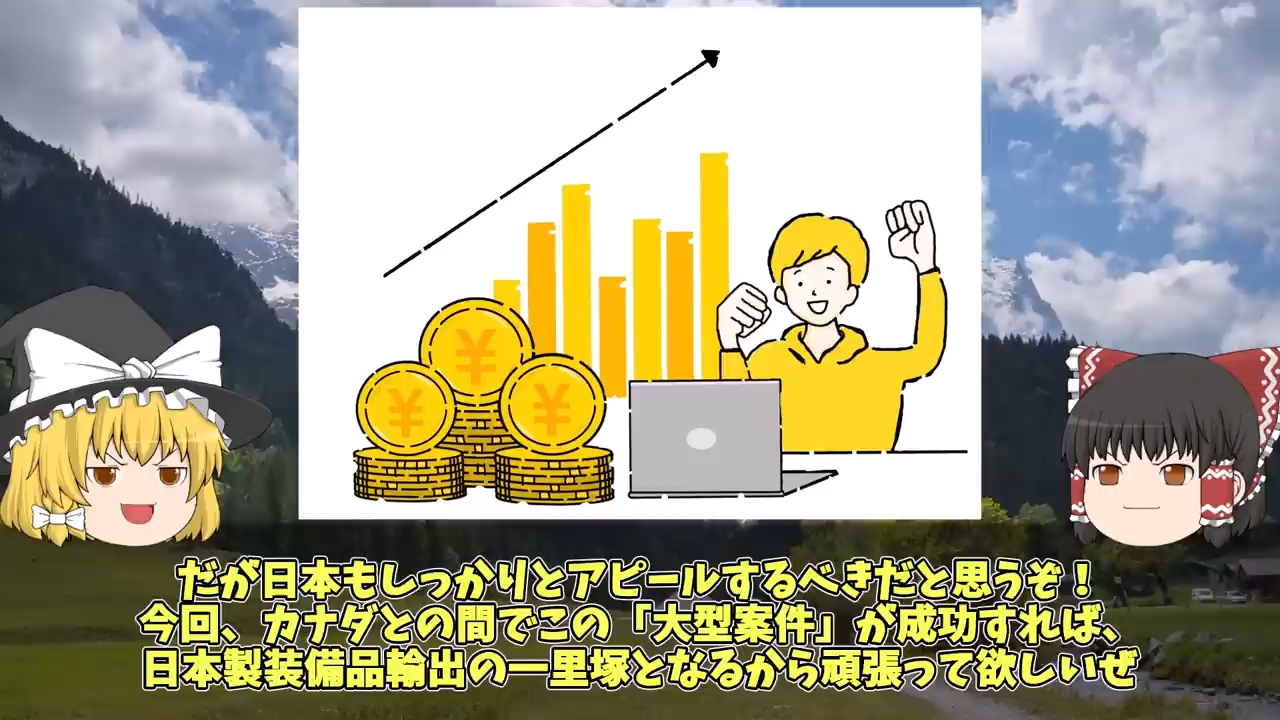 ¥
¥ ¥
だが日本もしっかりとアピールするべきだと思うぞ！
今回、カナダとの間でこの「大型案件」が成功すれば、
日本製装備品輸出の一里塚となるから頑張って欲しいぜ